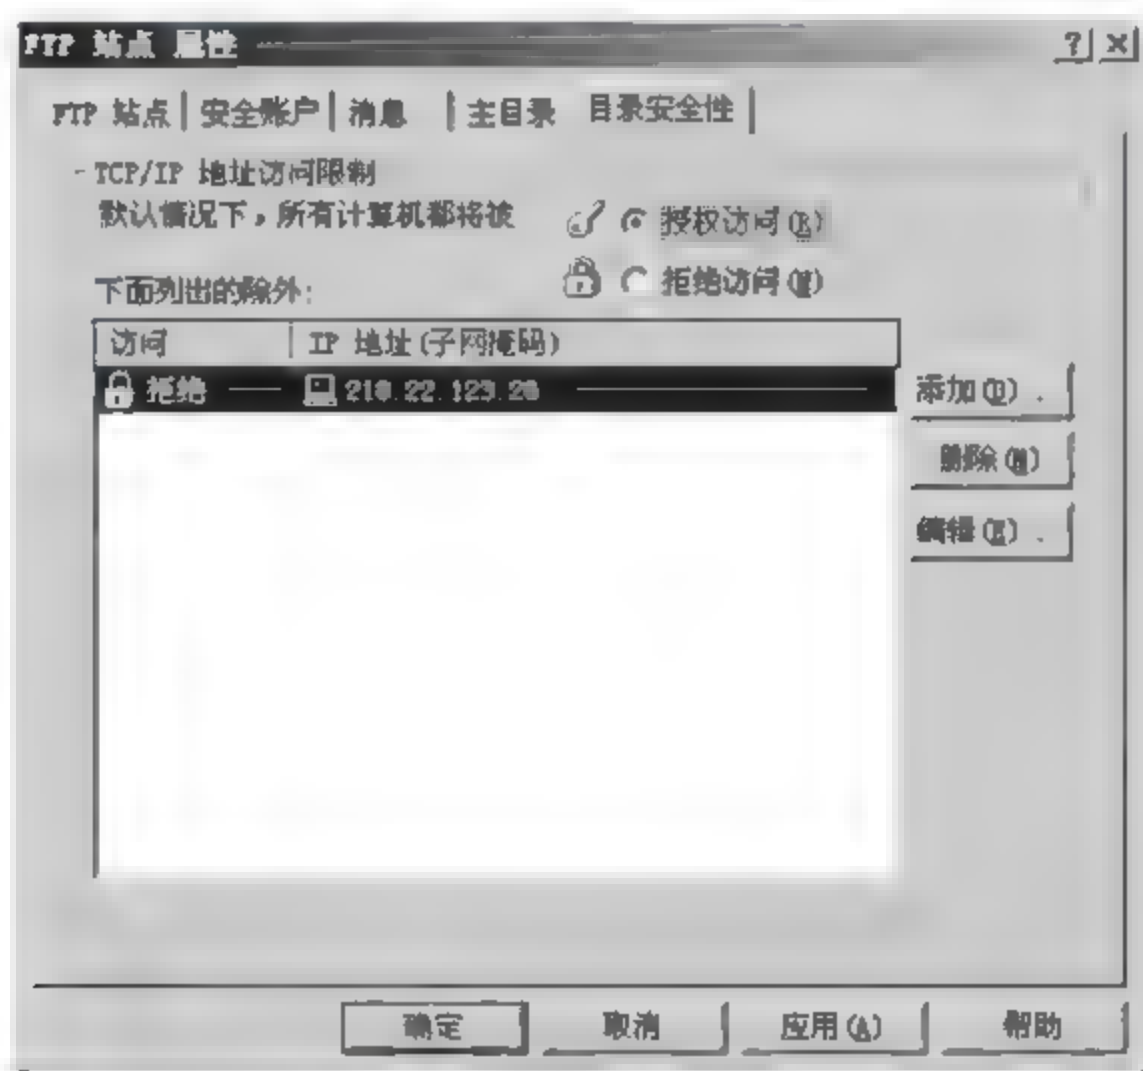 FTP 站点 属性
FTP 站点 安全账户 消息 主目录 目录安全性
TCP/IP 地址访问限制
默认情况下，所有计算机都将被 授权访问(R)
拒绝访问(N)
下面列出的除外:
访问 IP 地址(子网掩码)
拒绝 210.22.123.20
添加(D).
删除(M)
编辑(E).
确定 取消 应用(A) 帮助